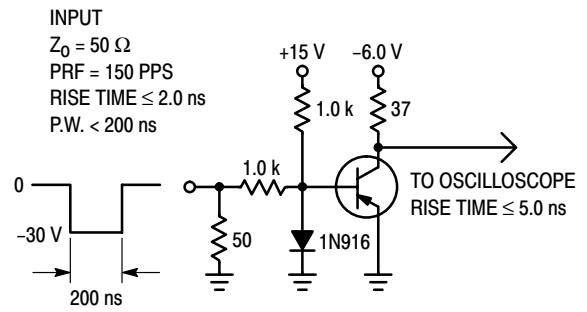 INPUT
Zo = 50 Ω
PRF = 150 PPS
RISE TIME ≤ 2.0 ns
P.W. < 200 ns
+15 V
−6.0 V
1.0 k
37
1.0 k
TO OSCILLOSCOPE
RISE TIME ≤ 5.0 ns
0
−30 V
50
1N916
200 ns